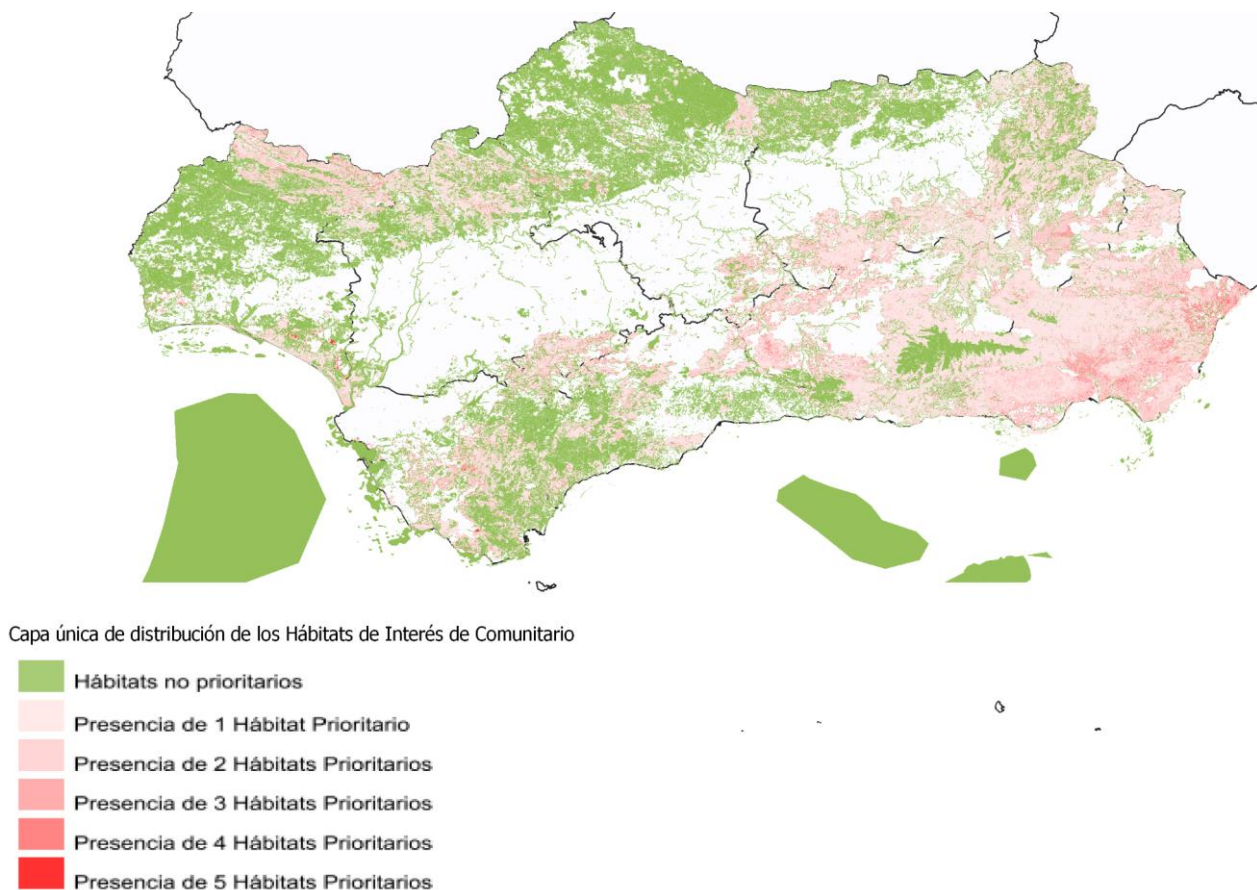 Capa única de distribución de los Hábitats de Interés de Comunitario
Hábitats no prioritarios
Presencia de 1 Hábitat Prioritario
Presencia de 2 Hábitats Prioritarios
Presencia de 3 Hábitats Prioritarios
Presencia de 4 Hábitats Prioritarios
Presencia de 5 Hábitats Prioritarios